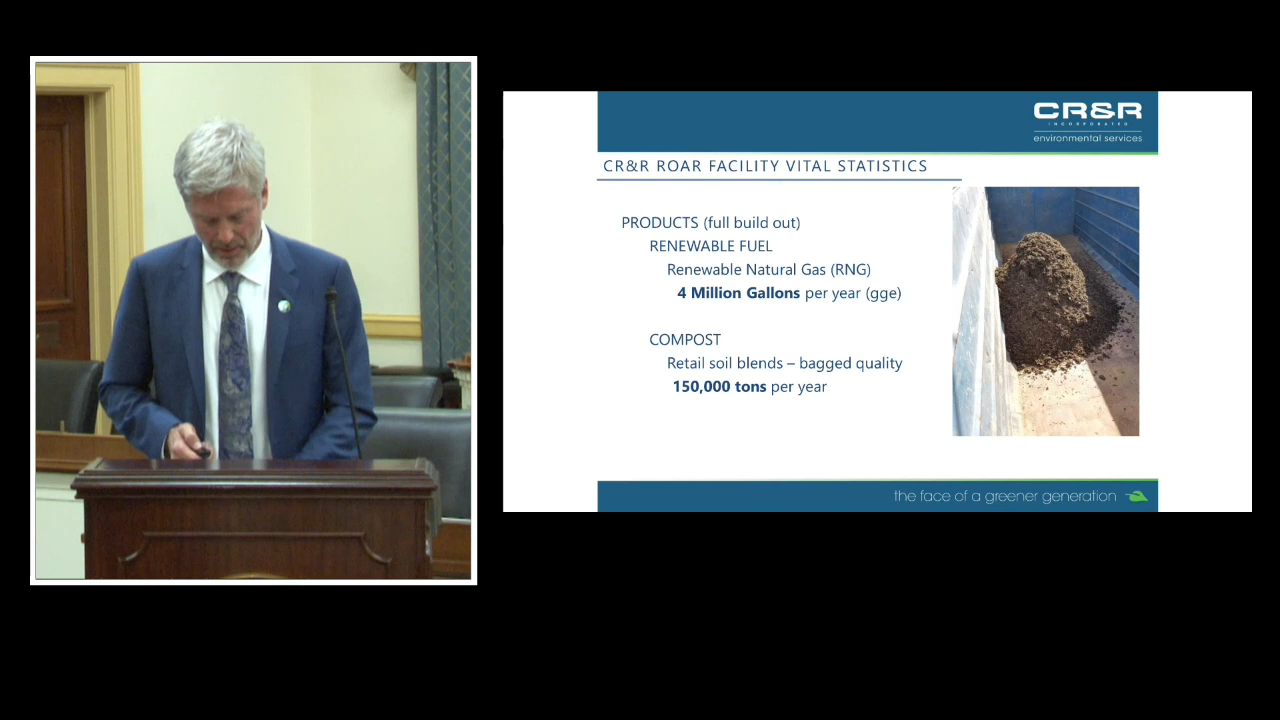 CR&R
INCORPORATED
environmental services
CR&R ROAR FACILITY VITAL STATISTICS
PRODUCTS (full build out)
RENEWABLE FUEL
Renewable Natural Gas (RNG)
4 Million Gallons per year (gge)
COMPOST
Retail soil blends – bagged quality
150,000 tons per year
the face of a greener generation